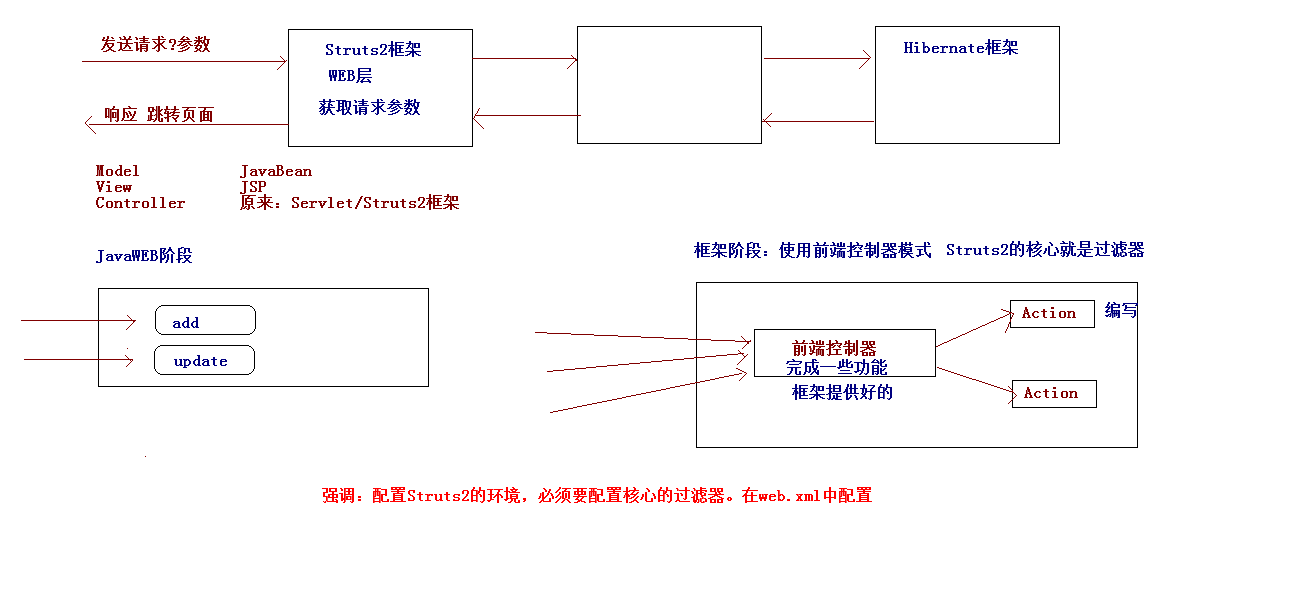 发送请求?参数
Struts2框架
WEB层
获取请求参数
Hibernate框架
响应 跳转页面
Model JavaBean
View JSP
Controller 原来：Servlet/Struts2框架
JavaWEB阶段
框架阶段：使用前端控制器模式 Struts2的核心就是过滤器
add
update
前端控制器
完成一些功能
框架提供好的
Action 编写
Action
强调：配置Struts2的环境，必须要配置核心的过滤器。在web.xml中配置